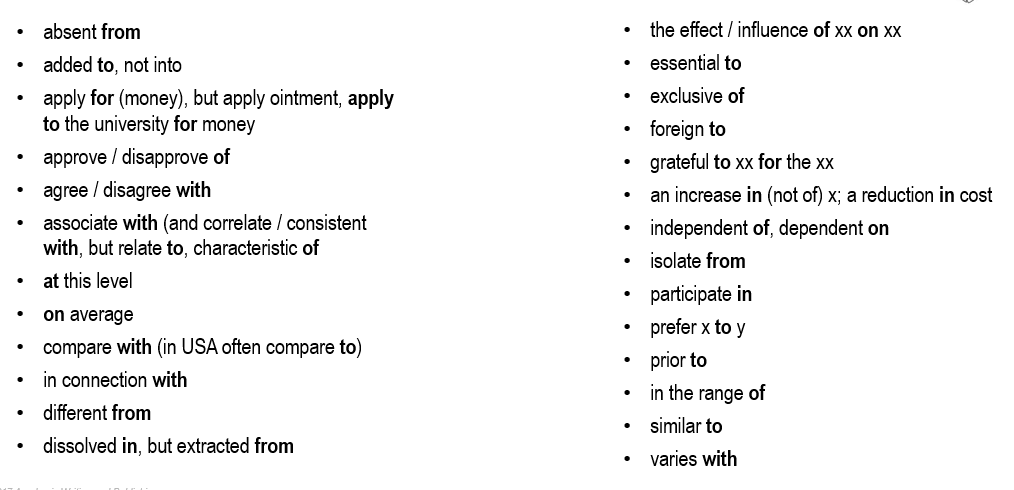 • absent from
• added to, not into
• apply for (money), but apply ointment, apply
to the university for money
• approve / disapprove of
• agree / disagree with
• associate with (and correlate / consistent
with, but relate to, characteristic of
• at this level
• on average
• compare with (in USA often compare to)
• in connection with
• different from
• dissolved in, but extracted from
• the effect / influence of xx on xx
• essential to
• exclusive of
• foreign to
• grateful to xx for the xx
• an increase in (not of) x; a reduction in cost
• independent of, dependent on
• isolate from
• participate in
• prefer x to y
• prior to
• in the range of
• similar to
• varies with